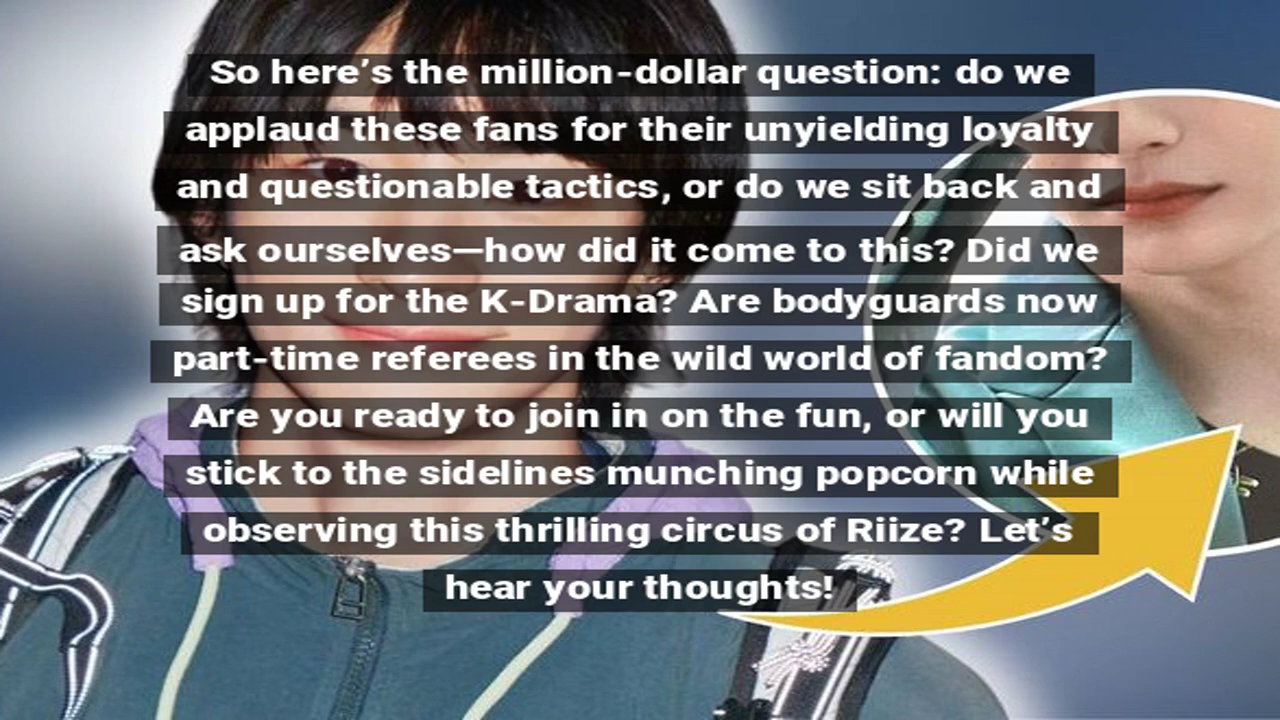 So here’s the million-dollar question: do we
applaud these fans for their unyielding loyalty
and questionable tactics, or do we sit back and
ask ourselves—how did it come to this? Did we
sign up for the K-Drama? Are bodyguards now
part-time referees in the wild world of fandom?
Are you ready to join in on the fun, or will you
stick to the sidelines munching popcorn while
observing this thrilling circus of Riize? Let’s
hear your thoughts!